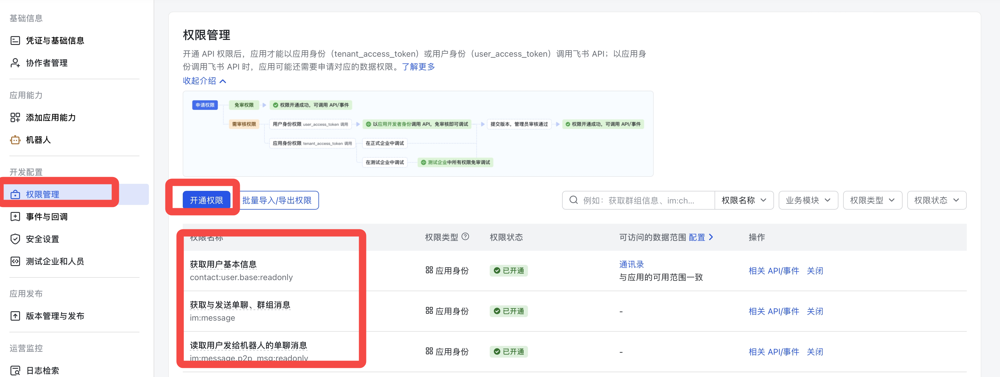 基础信息
凭证与基础信息
协作者管理
应用能力
添加应用能力
机器人
开发配置
权限管理
事件与回调
安全设置
测试企业和人员
应用发布
版本管理与发布
运营监控
日志检索
权限管理
开通 API 权限后，应用才能以应用身份（tenant_access_token）或用户身份（user_access_token）调用飞书 API；以应用身
份调用飞书 API 时，应用可能还需要申请对应的数据权限。了解更多
收起介绍
申请权限 免审权限 权限开通成功，可调用 API/事件
需审核权限 用户身份权限 user_access_token 调用 以应用开发者身份调用 API，免审核即可调试 提交版本，管理员审核通过 权限开通成功，可调用 API/事件
应用身份权限 tenant_access_token 调用 在正式企业中调试
在测试企业中调试 测试企业中所有权限免审调试
开通权限 批量导入/导出权限 例如：获取群组信息、im:ch... 权限名称 业务模块 权限类型 权限状态
权限名称 权限类型 权限状态 可访问的数据范围 配置 操作
获取用户基本信息
contact:user.base:readonly
应用身份 已开通
通讯录
与应用的可用范围一致
相关 API/事件 关闭
获取与发送单聊、群组消息
im:message
应用身份 已开通 - 相关 API/事件 关闭
读取用户发给机器人的单聊消息
im:message.p2p_msg:readonly
应用身份 已开通 - 相关 API/事件 关闭